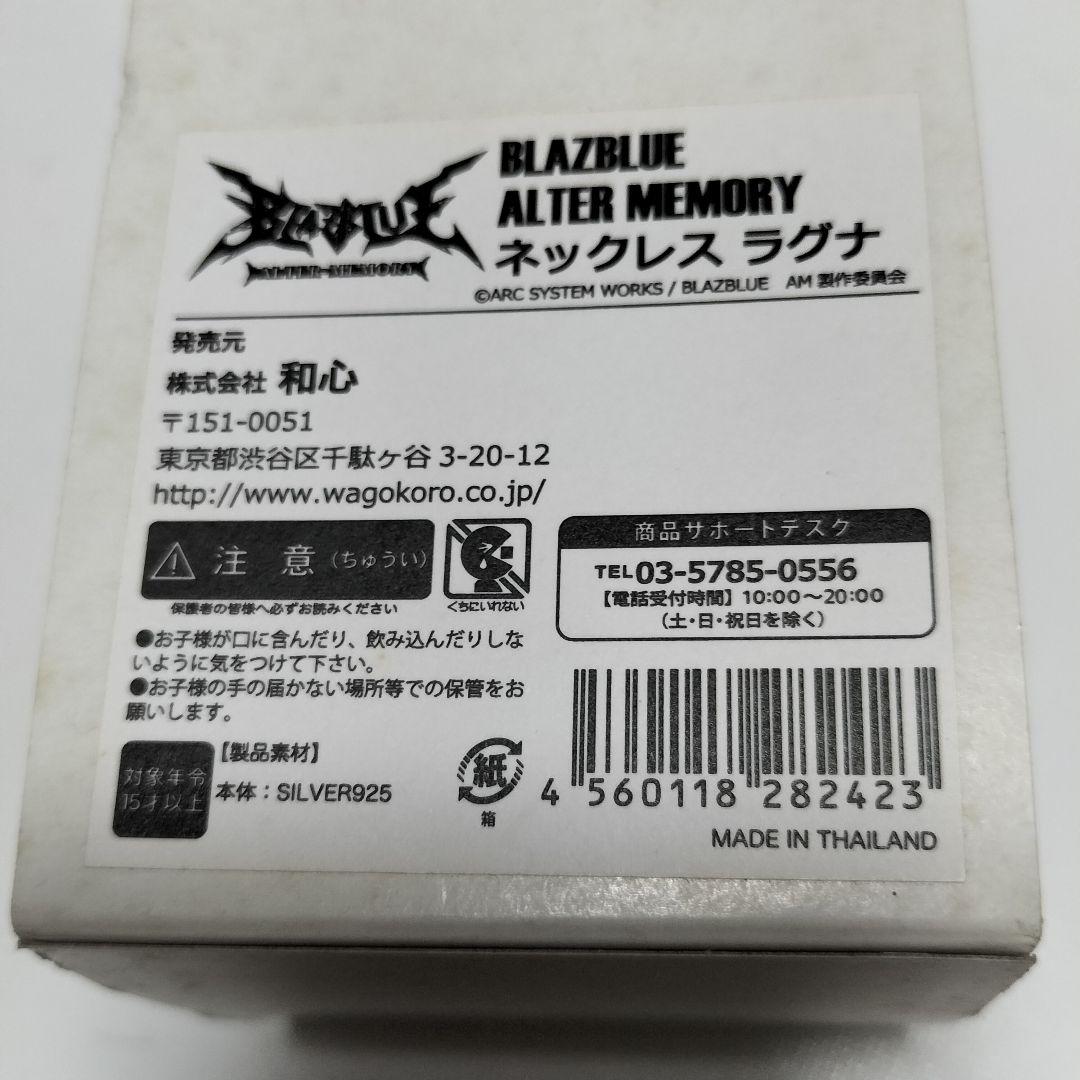 BLAZBLUE
ALTER MEMORY
BLAZBLUE
ALTER MEMORY
ネックレス ラグナ
©ARC SYSTEM WORKS / BLAZBLUE AM 製作委員会
発売元
株式会社 和心
〒151-0051
東京都渋谷区千駄ヶ谷 3-20-12
http://www.wagokoro.co.jp/
注意(ちゅうい)
保護者の皆様へ必ずお読みください
くちにいれない
●お子様が口に含んだり、飲み込んだりしな
いように気をつけて下さい。
●お子様の手の届かない場所等での保管をお
願いします。
商品サポートデスク
TEL 03-5785-0556
【電話受付時間】10:00~20:00
(土・日・祝日を除く)
対象年令
15才以上
【製品素材】
本体:SILVER925
紙
箱
4 560118 282423
MADE IN THAILAND